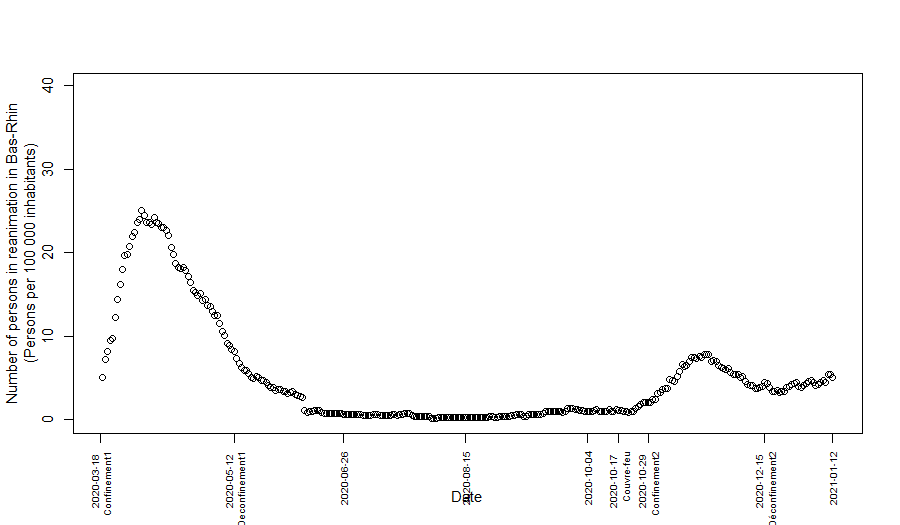 Number of persons in reanimation in Bas-Rhin
(Persons per 100 000 inhabitants)
40
30
20
10
0
2020-03-18
Confinement1
2020-05-12
Deconfinement1
2020-06-26
2020-08-15
2020-10-04
2020-10-17
Couvre-feu
2020-10-29
Confinement2
2020-12-15
Déconfinement2
2021-01-12
Date